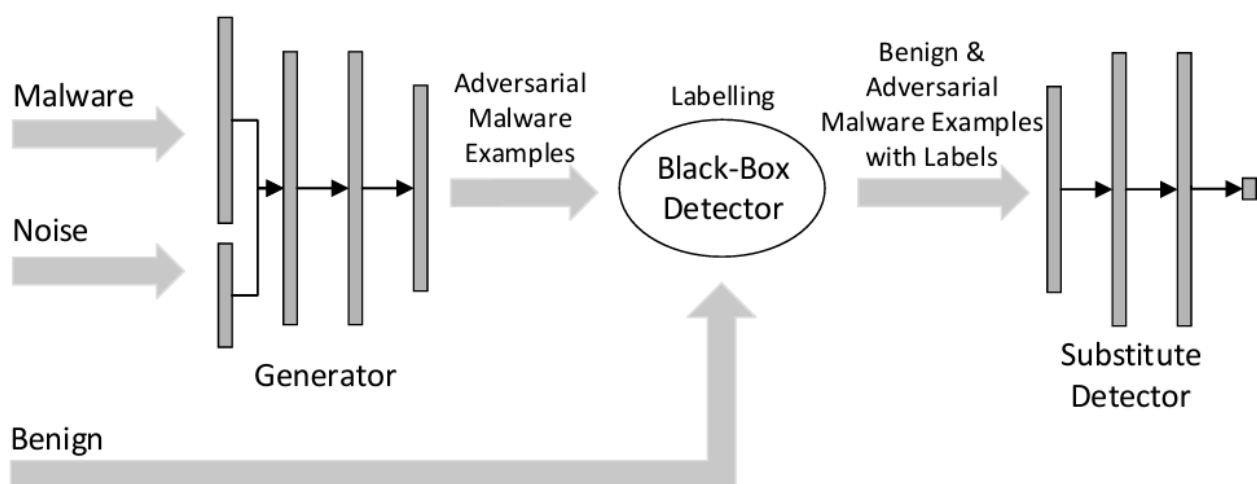 Malware
Noise
Generator
Benign
Adversarial
Malware
Examples
Labelling
Black-Box
Detector
Benign &
Adversarial
Malware Examples
with Labels
Substitute
Detector